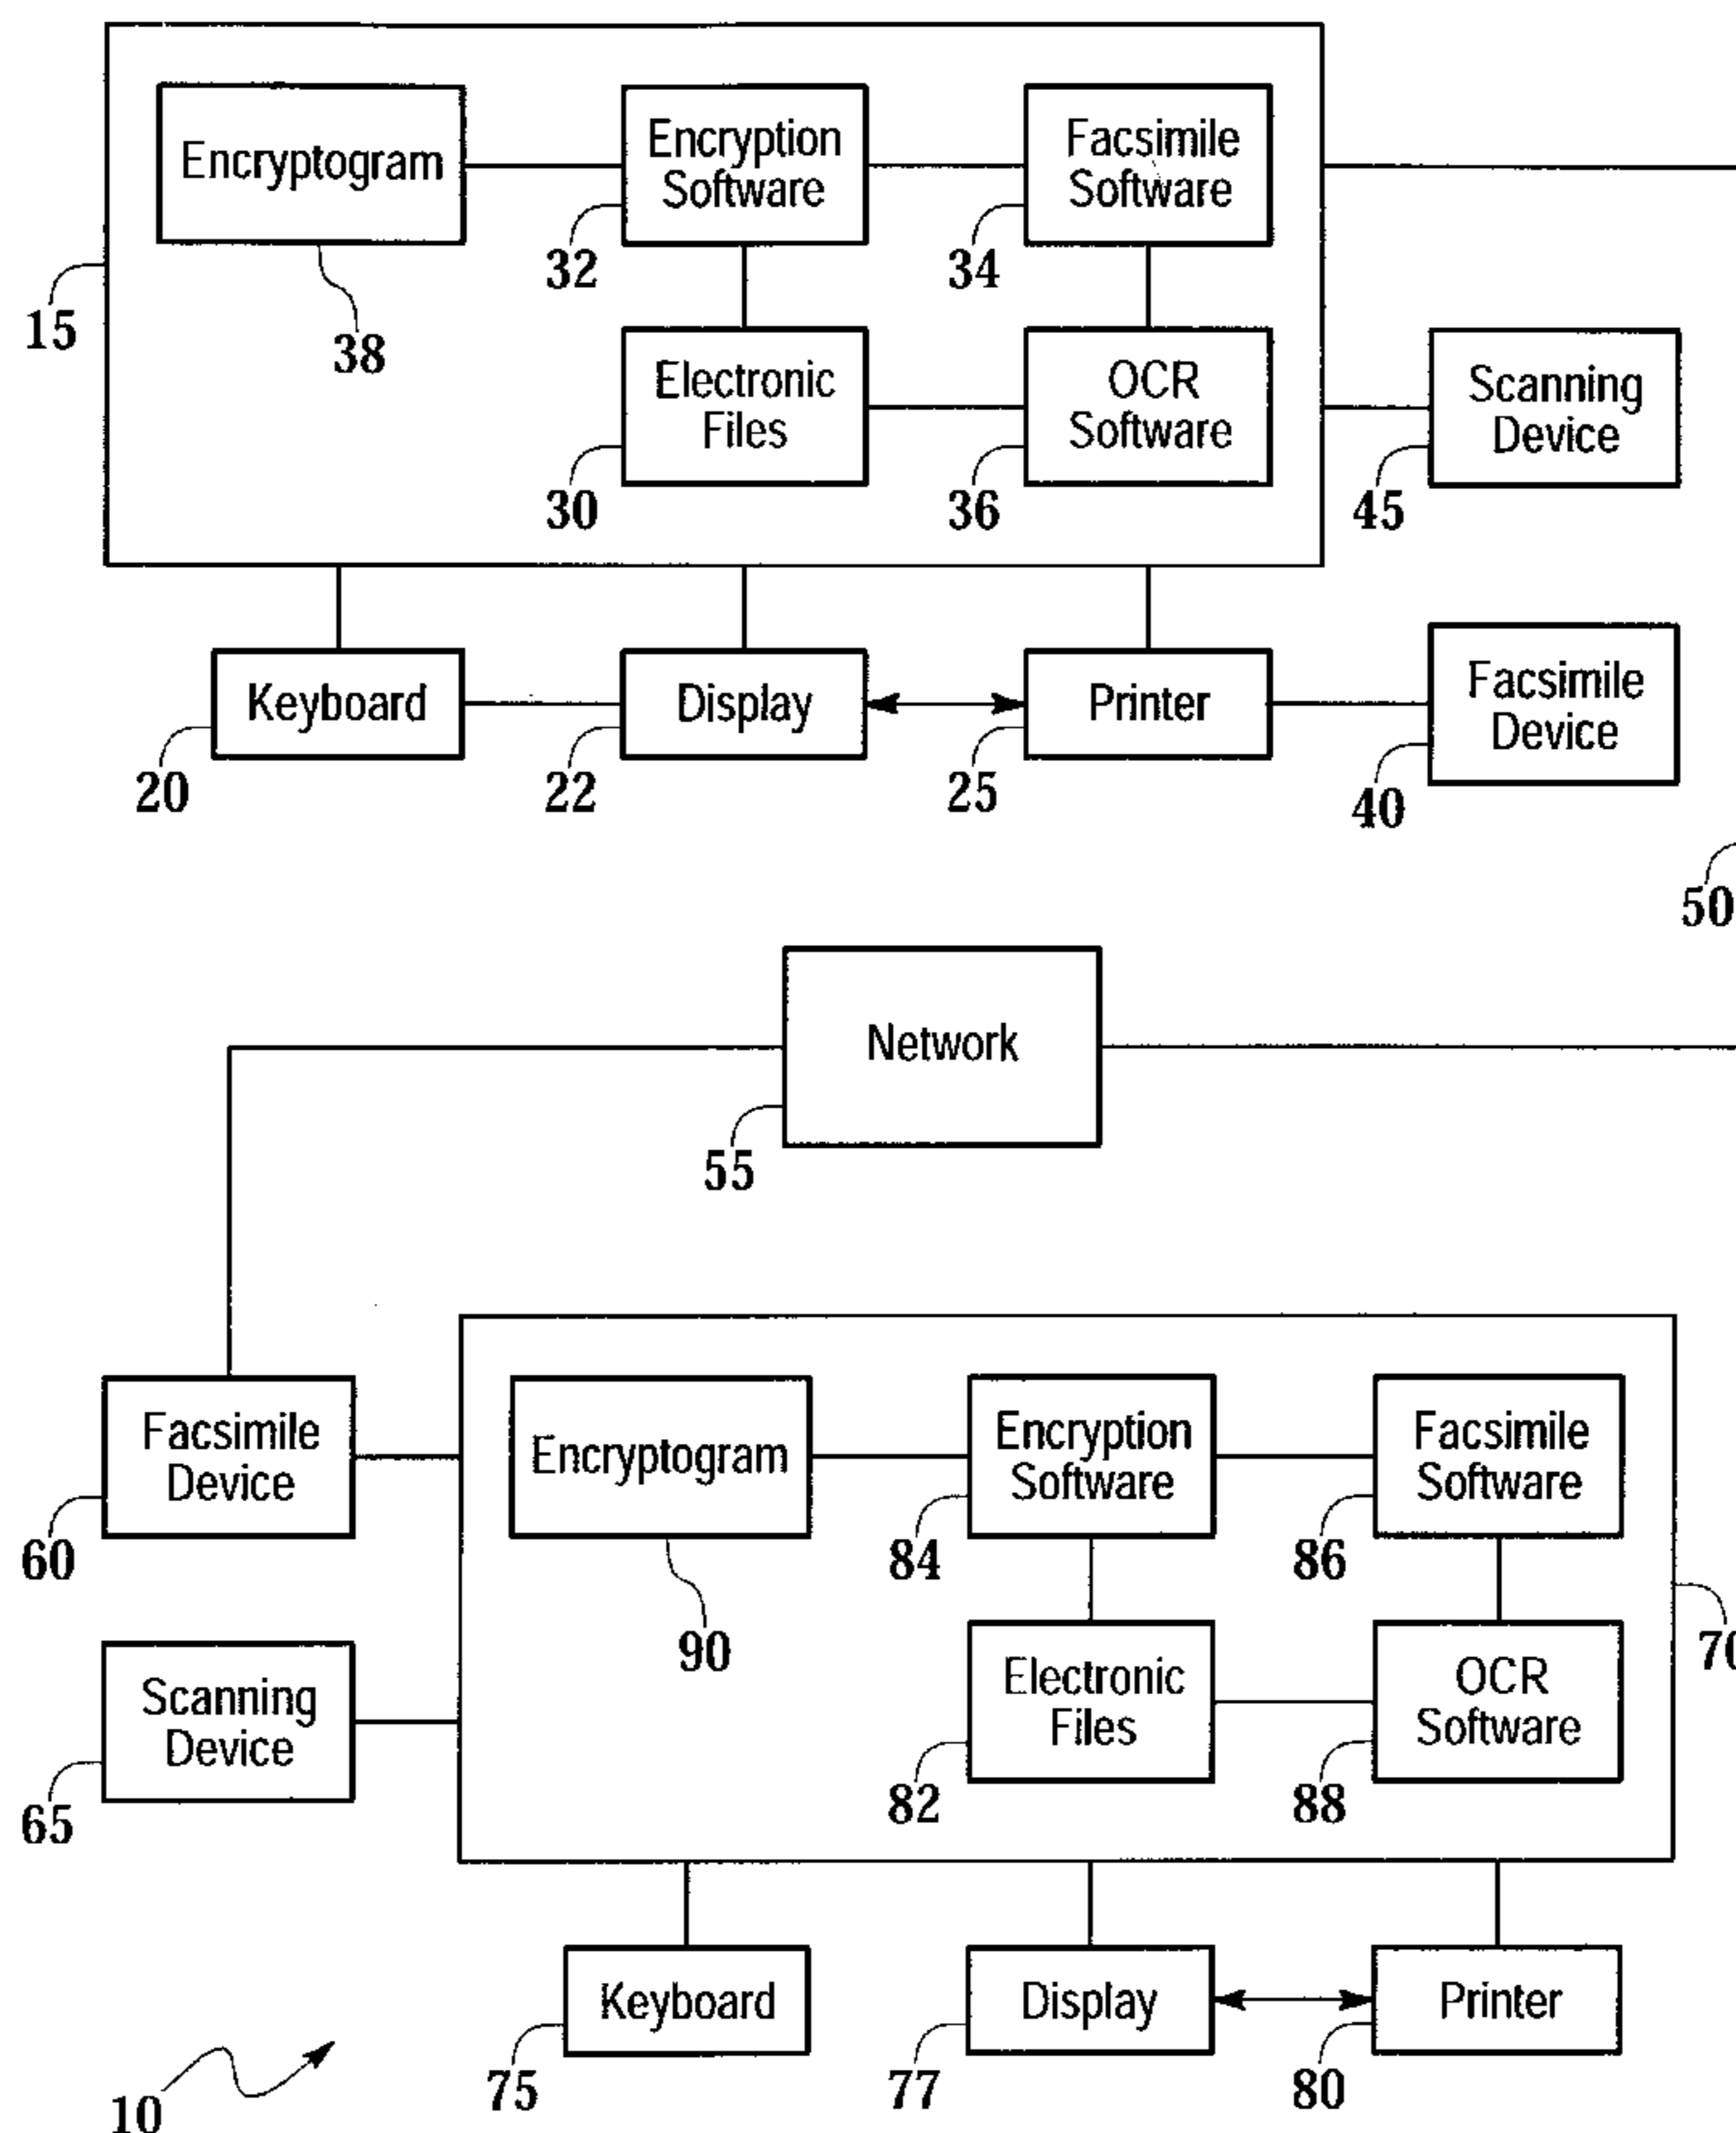 Encryptogram
Encryption
Software
Facsimile
Software
32
34
15
38
Electronic
Files
OCR
Software
Scanning
Device
30
36
45
Keyboard
Display
Printer
Facsimile
Device
20
22
25
40
50
Network
55
Facsimile
Device
Encryptogram
Encryption
Software
Facsimile
Software
60
84
86
90
70
Scanning
Device
Electronic
Files
OCR
Software
65
82
88
Keyboard
Display
Printer
75
77
80
10